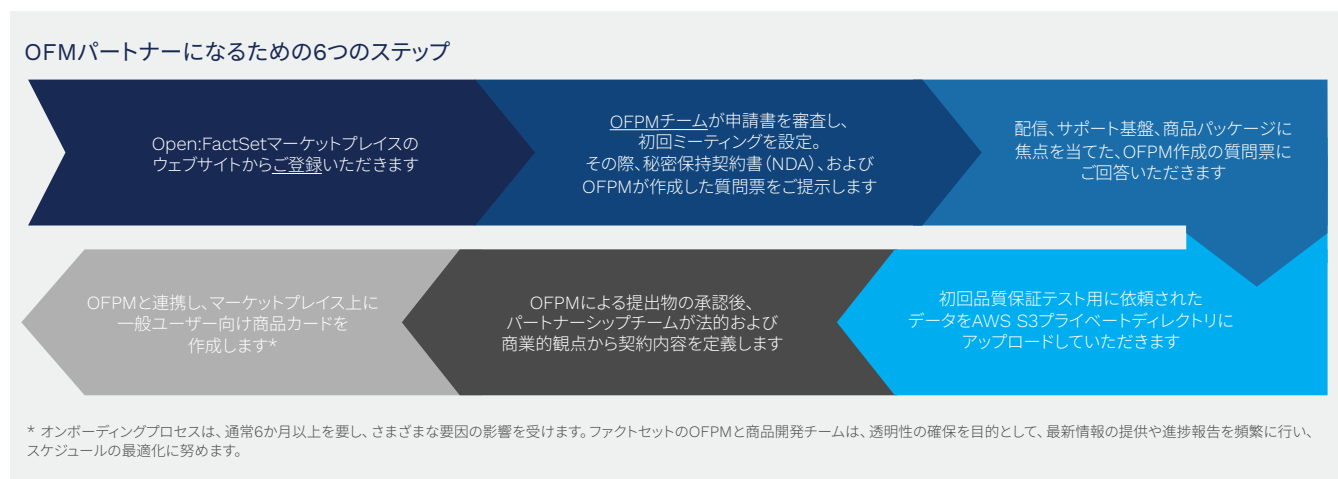 OFMパートナーになるための6つのステップ
Open:FactSetマーケットプレイスの
ウェブサイトからご登録いただきます
OFPMチームが申請書を審査し、
初回ミーティングを設定。
その際、秘密保持契約書（NDA）、および
OFPMが作成した質問票をご提示します
配信、サポート基盤、商品パッケージに
焦点を当てた、OFPM作成の質問票に
ご回答いただきます
初回品質保証テスト用に依頼された
データをAWS S3プライベートディレクトリに
アップロードしていただきます
OFPMによる提出物の承認後、
パートナーシップチームが法的および
商業的観点から契約内容を定義します
OFPMと連携し、マーケットプレイス上に
一般ユーザー向け商品カードを
作成します*
* オンボーディングプロセスは、通常6か月以上を要し、さまざまな要因の影響を受けます。ファクトセットのOFPMと商品開発チームは、透明性の確保を目的として、最新情報の提供や進捗報告を頻繁に行い、
スケジュールの最適化に努めます。